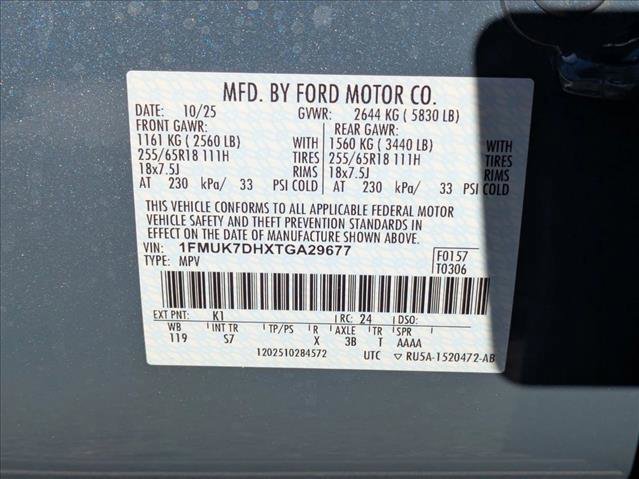 MFD. BY FORD MOTOR CO.
DATE: 10/25 GVWR: 2644 KG ( 5830 LB)
FRONT GAWR: REAR GAWR:
1161 KG ( 2560 LB) WITH 1560 KG ( 3440 LB) WITH
255/65R18 111H TIRES 255/65R18 111H TIRES
18x7.5J RIMS 18x7.5J RIMS
AT 230 kPa/ 33 PSI COLD AT 230 kPa/ 33 PSI COLD
THIS VEHICLE CONFORMS TO ALL APPLICABLE FEDERAL MOTOR
VEHICLE SAFETY AND THEFT PREVENTION STANDARDS IN
EFFECT ON THE DATE OF MANUFACTURE SHOWN ABOVE.
VIN: 1FMUK7DHXTGA29677 F0157
TYPE: MPV T0306
EXT PNT: K1 RC: 24 DSO:
WB INT TR TP/PS R AXLE TR SPR
119 S7 X 3B T AAAA
1202510284572 UTC RU5A-1520472-AB